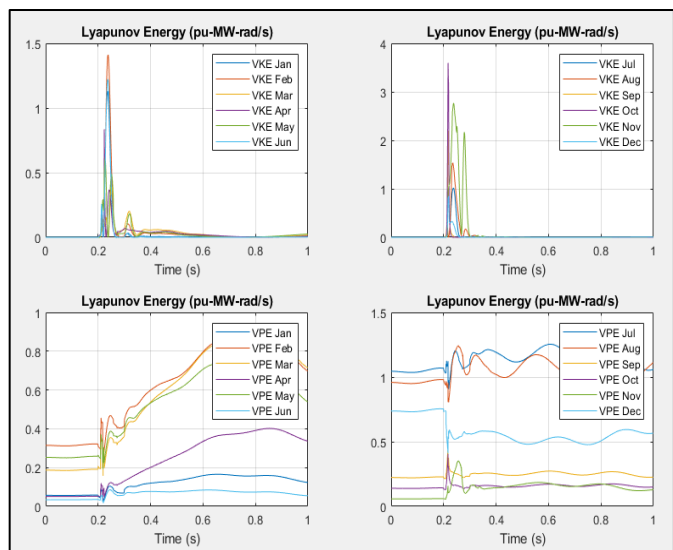 Lyapunov Energy (pu-MW-rad/s)
1.5
1
0.5
0
0 0.2 0.4 0.6 0.8 1
Time (s)
VKE Jan
VKE Feb
VKE Mar
VKE Apr
VKE May
VKE Jun
Lyapunov Energy (pu-MW-rad/s)
4
3
2
1
0
0 0.2 0.4 0.6 0.8 1
Time (s)
VKE Jul
VKE Aug
VKE Sep
VKE Oct
VKE Nov
VKE Dec
Lyapunov Energy (pu-MW-rad/s)
1
0.8
0.6
0.4
0.2
0
0 0.2 0.4 0.6 0.8 1
Time (s)
VPE Jan
VPE Feb
VPE Mar
VPE Apr
VPE May
VPE Jun
Lyapunov Energy (pu-MW-rad/s)
1.5
1
0.5
0
0 0.2 0.4 0.6 0.8 1
Time (s)
VPE Jul
VPE Aug
VPE Sep
VPE Oct
VPE Nov
VPE Dec